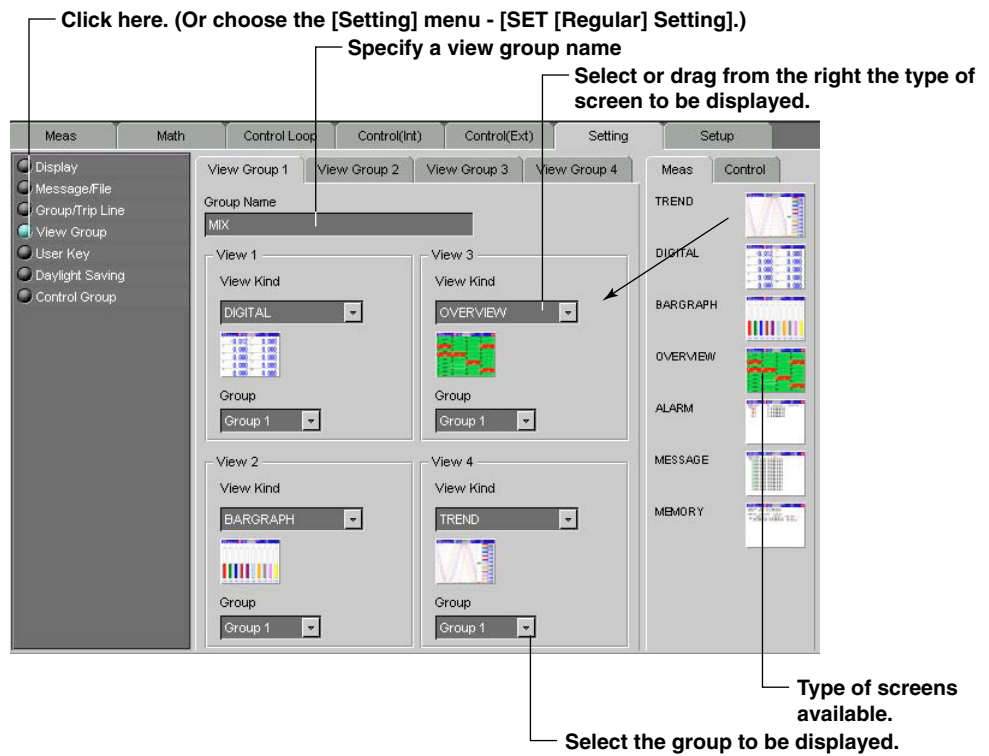 Click here. (Or choose the [Setting] menu - [SET [Regular] Setting].)
Specify a view group name
Select or drag from the right the type of
screen to be displayed.
Meas Math Control Loop Control(Int) Control(Ext) Setting Setup
Display
Message/File
Group/Trip Line
View Group
User Key
Daylight Saving
Control Group
View Group 1 View Group 2 View Group 3 View Group 4
Group Name
MIX
View 1
View Kind
DIGITAL
Group
Group 1
View 3
View Kind
OVERVIEW
Group
Group 1
View 2
View Kind
BARGRAPH
Group
Group 1
View 4
View Kind
TREND
Group
Group 1
Meas Control
TREND
DIGITAL
BARGRAPH
OVERVIEW
ALARM
MESSAGE
MEMORY
Type of screens
available.
Select the group to be displayed.